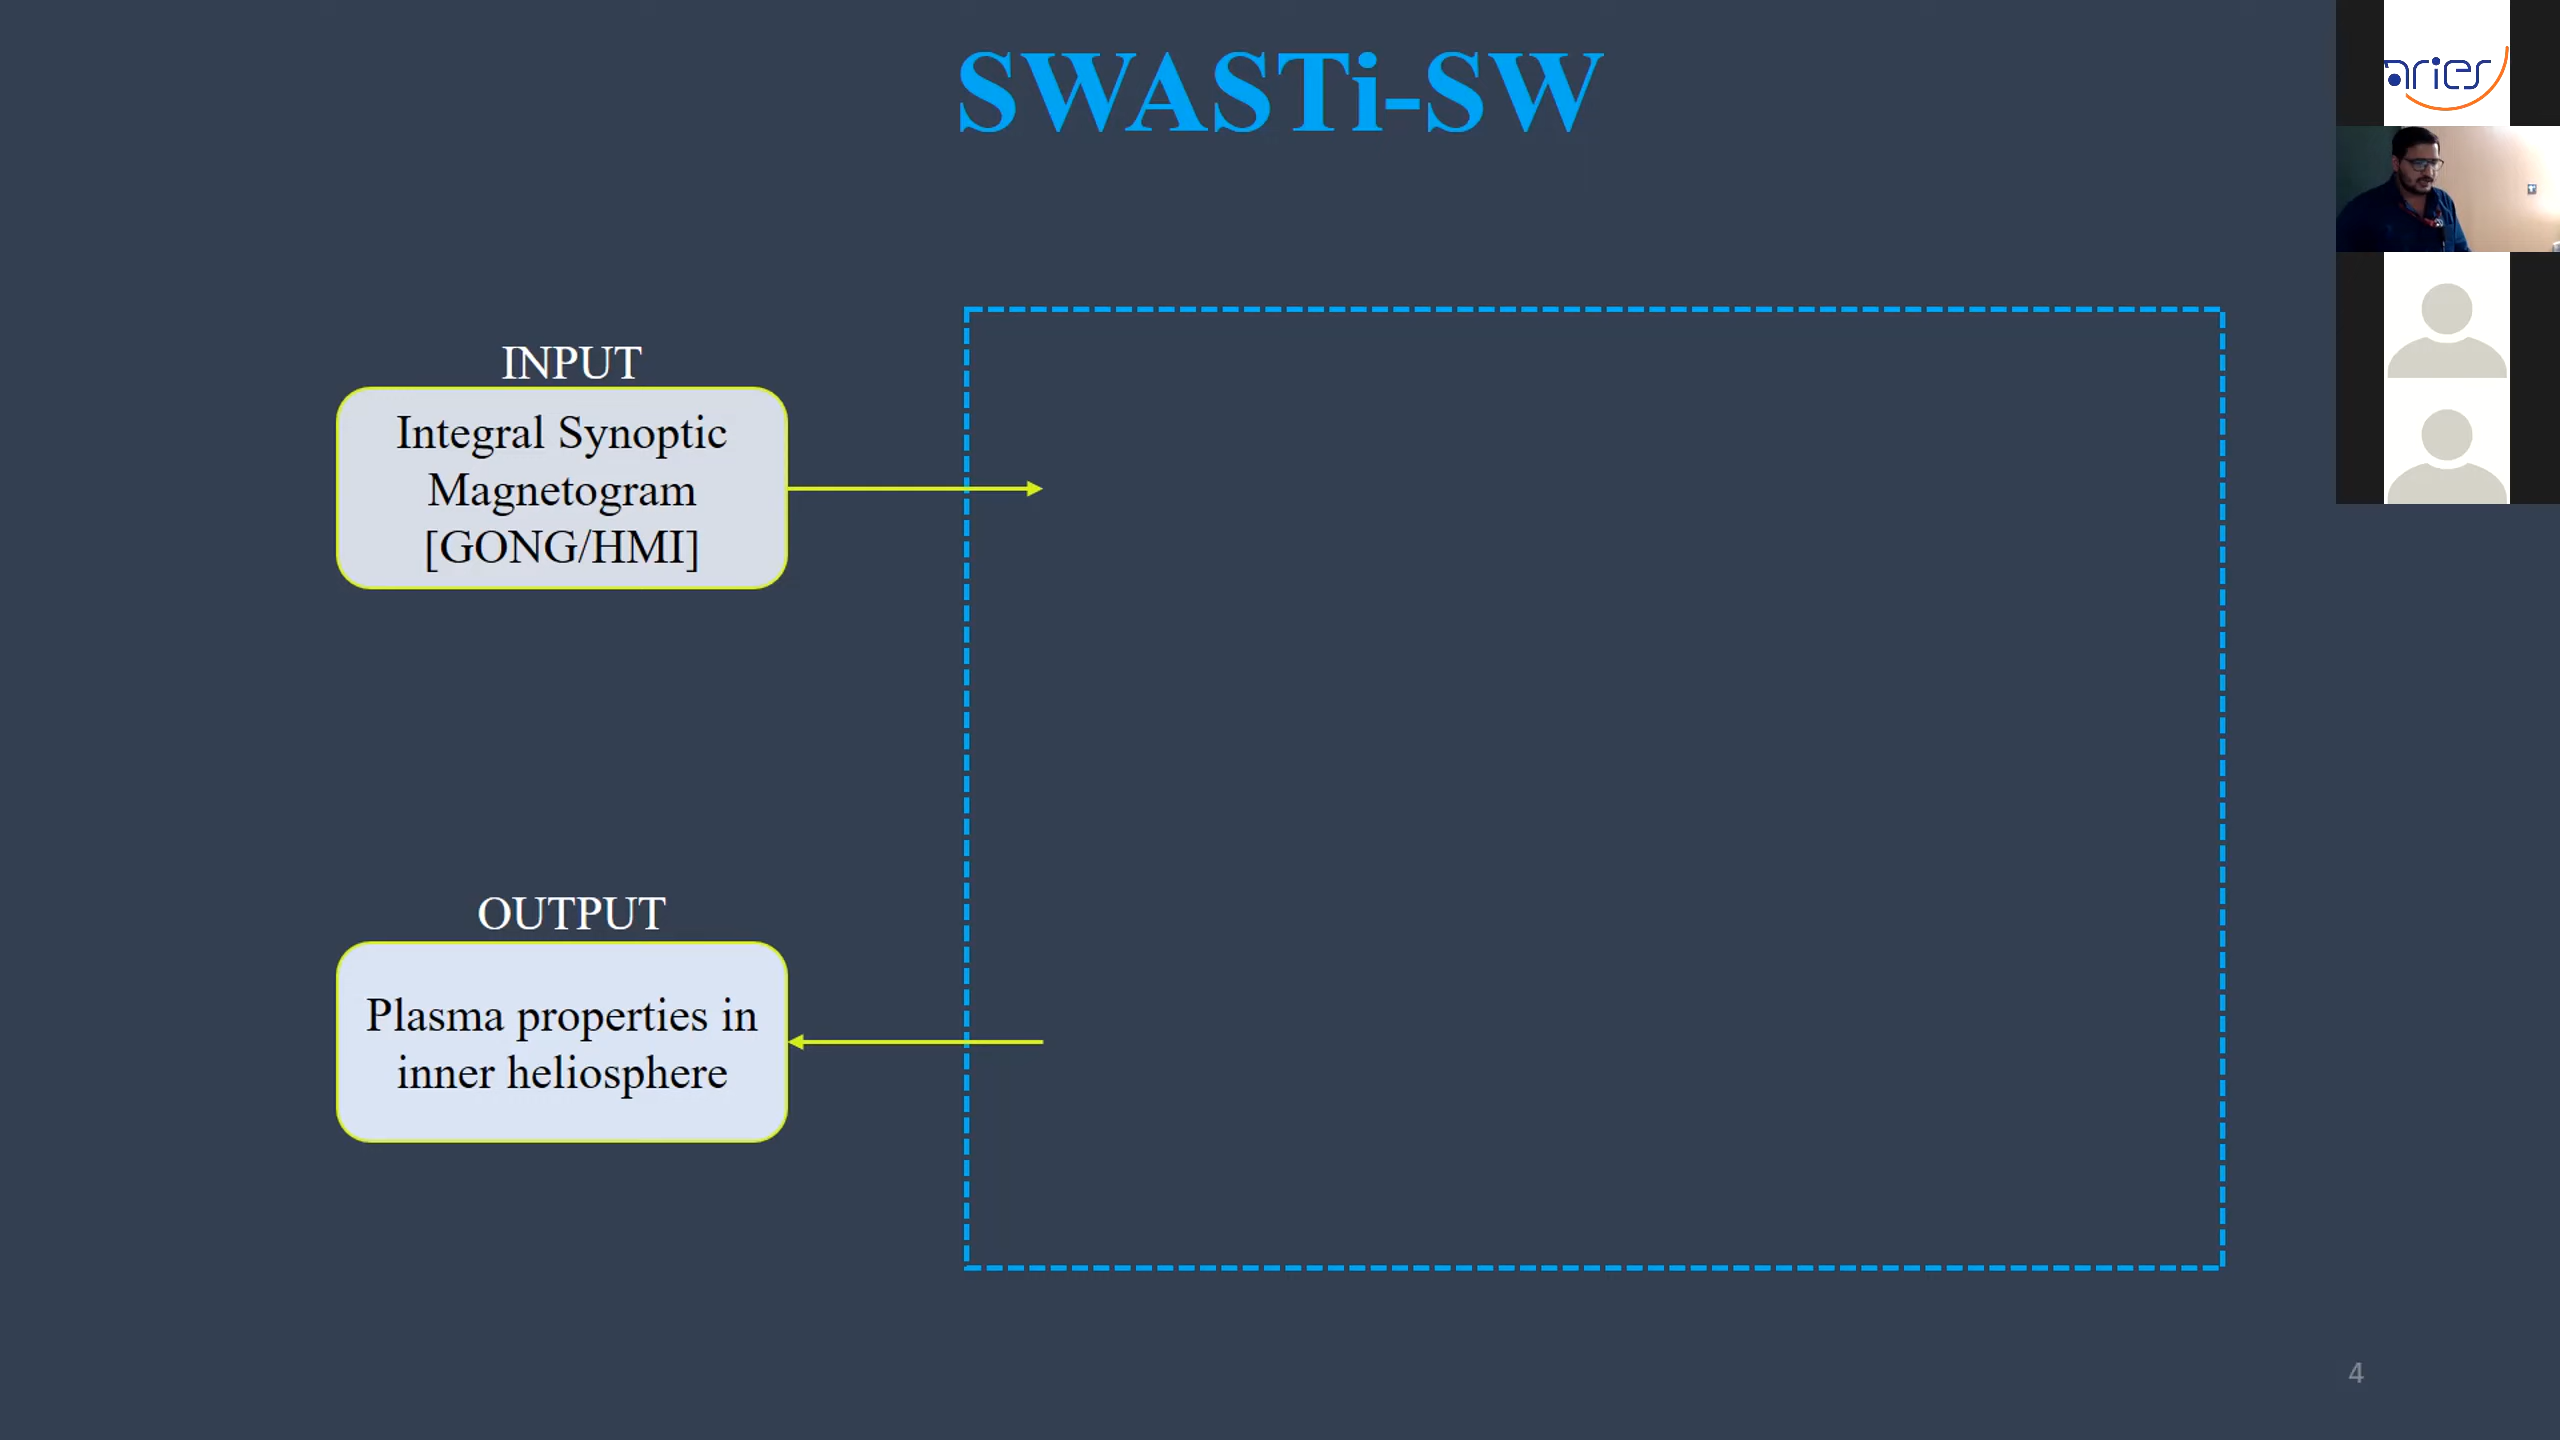 SWASTi-SW
aries
INPUT
Integral Synoptic
Magnetogram
[GONG/HMI]
OUTPUT
Plasma properties in
inner heliosphere
4